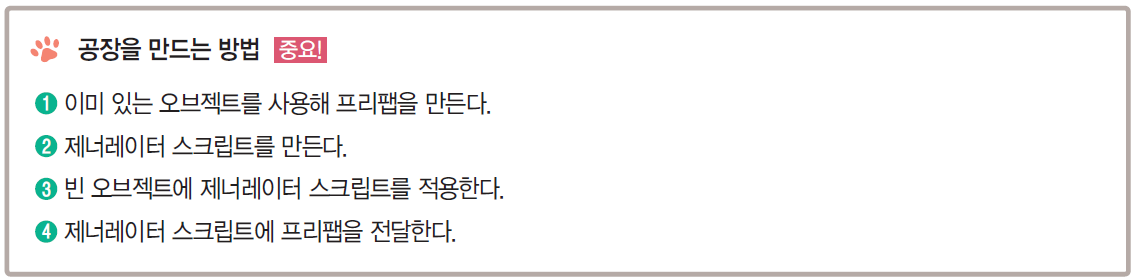 공장을 만드는 방법 중요!
1 이미 있는 오브젝트를 사용해 프리팹을 만든다.
2 제너레이터 스크립트를 만든다.
3 빈 오브젝트에 제너레이터 스크립트를 적용한다.
4 제너레이터 스크립트에 프리팹을 전달한다.